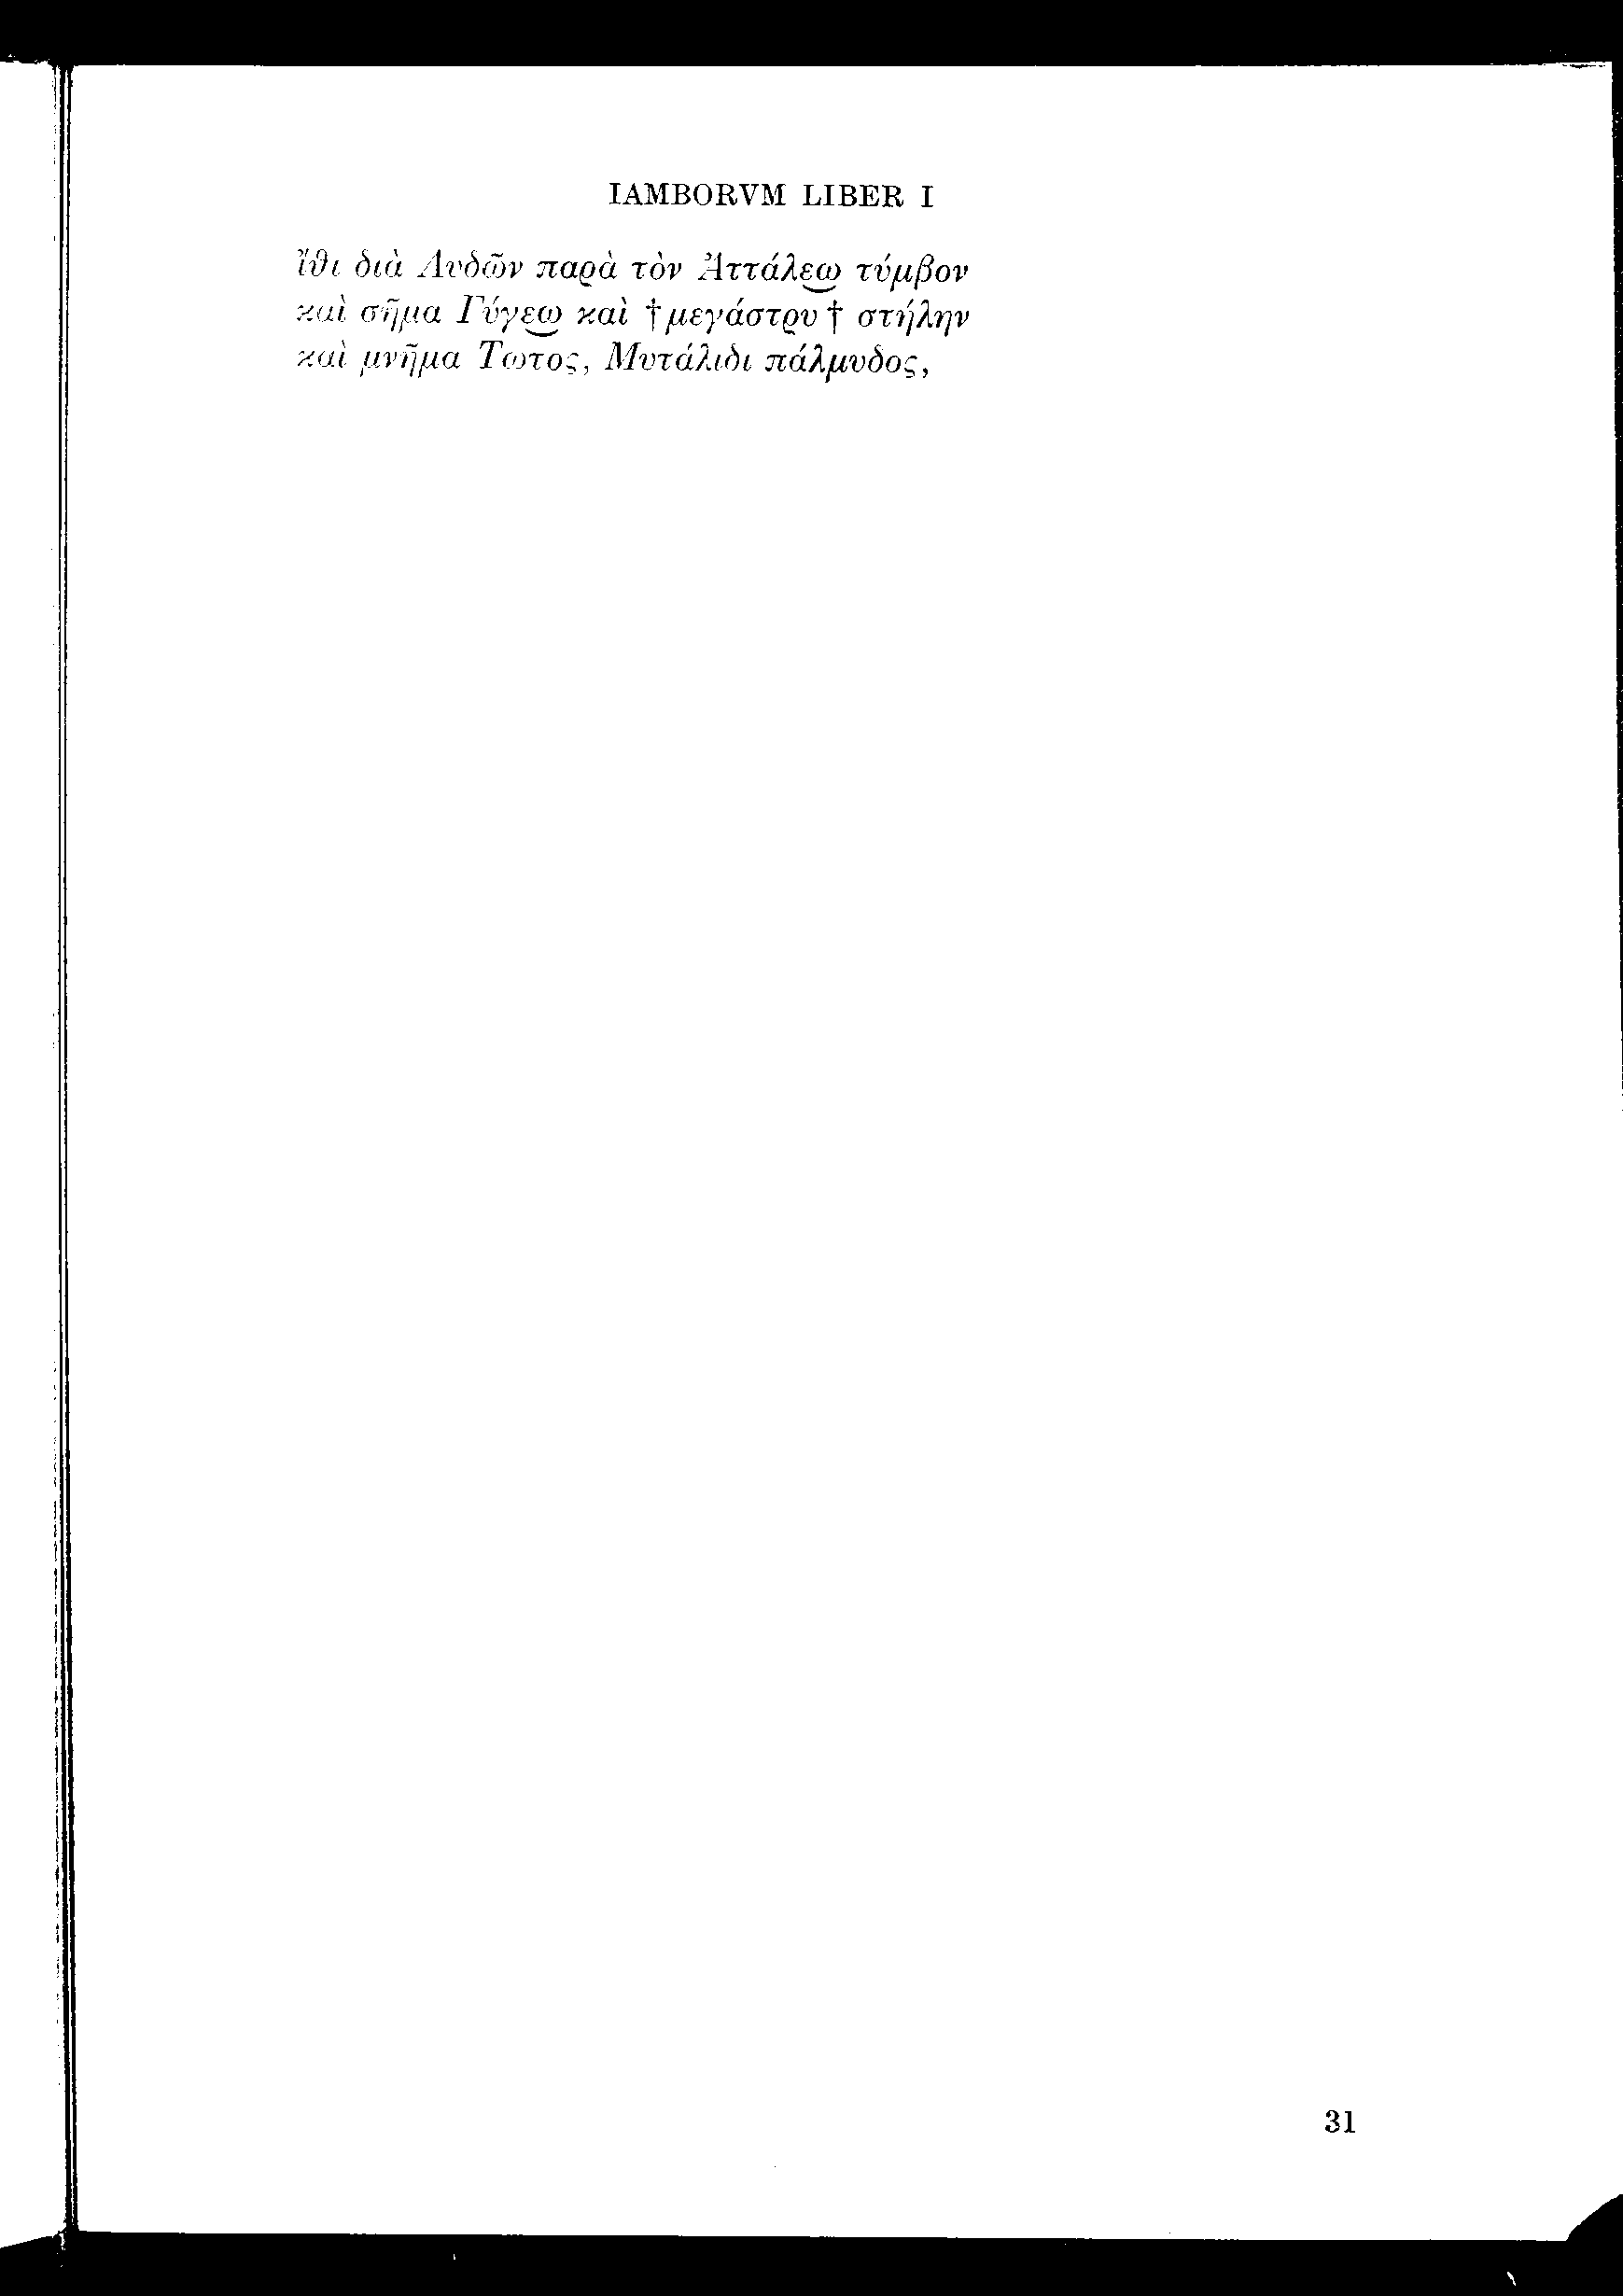 IAMBORVM LIBER I
ἴθι διὰ Λυδῶν παρὰ τὸν Ἀττάλεω τύμβον
καὶ σῆμα Γύγεω καὶ †μεγάστρυ† στήλην
καὶ μνῆμα Τωτος, Μυτάλιδι πάλμυδος,
31